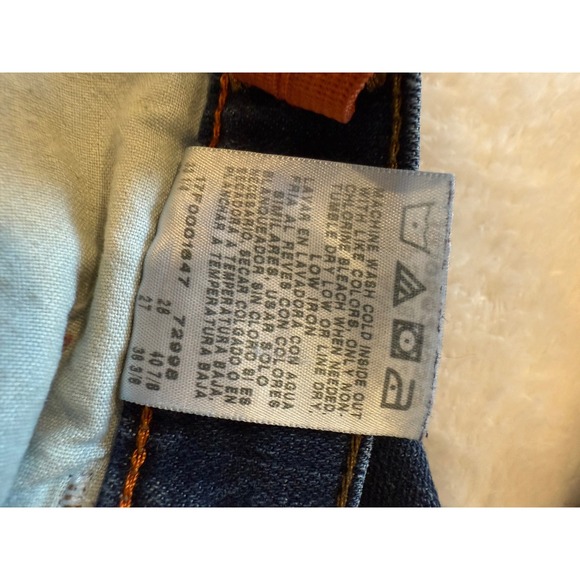 MACHINE WASH COLD INSIDE OUT
WITH LIKE COLORS. ONLY NON-
CHLORINE BLEACH WHEN NEEDED.
TUMBLE DRY LOW OR LINE DRY.
LOW IRON.
LAVAR EN LAVADORA CON AGUA
FRIA AL REVES CON COLORES
SIMILARES. USAR SOLO
BLANQUEADOR SIN CLORO SI ES
NECESARIO. SECAR COLGADO O EN
SECADORA A TEMPERATURA BAJA.
PLANCHAR A TEMPERATURA BAJA
28 40 7/8
17F0001647 72998
27 38 3/8